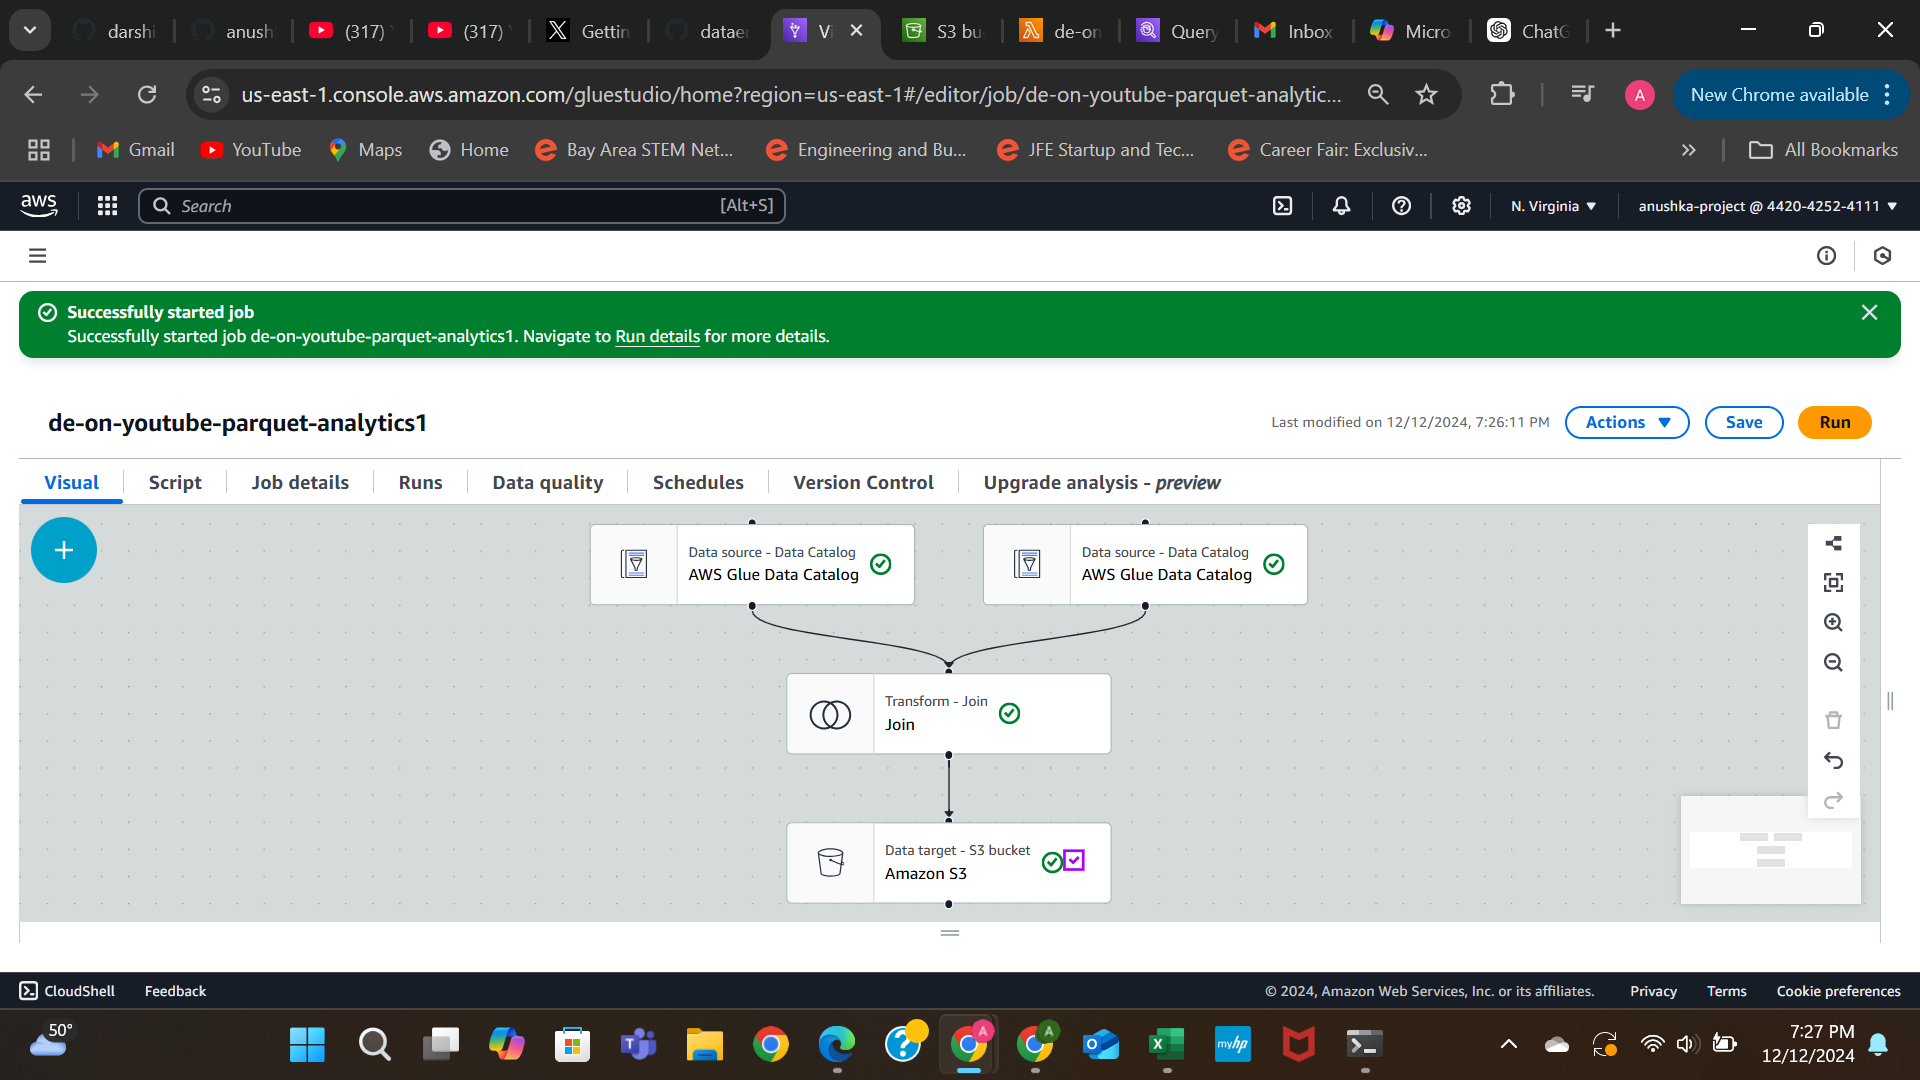 darshi
anush
(317)
(317)
Gettin
dataer
Vi
S3 bu
de-on
Query
Inbox
Micro
ChatG
us-east-1.console.aws.amazon.com/gluestudio/home?region=us-east-1#/editor/job/de-on-youtube-parquet-analytic...
A
New Chrome available
Gmail
YouTube
Maps
Home
Bay Area STEM Net...
Engineering and Bu...
JFE Startup and Tec...
Career Fair: Exclusiv...
All Bookmarks
aws
Search
[Alt+S]
N. Virginia
anushka-project @ 4420-4252-4111
Successfully started job
Successfully started job de-on-youtube-parquet-analytics1. Navigate to Run details for more details.
de-on-youtube-parquet-analytics1
Last modified on 12/12/2024, 7:26:11 PM
Actions
Save
Run
Visual
Script
Job details
Runs
Data quality
Schedules
Version Control
Upgrade analysis - preview
Data source - Data Catalog
AWS Glue Data Catalog
Data source - Data Catalog
AWS Glue Data Catalog
Transform - Join
Join
Data target - S3 bucket
Amazon S3
CloudShell
Feedback
© 2024, Amazon Web Services, Inc. or its affiliates.
Privacy
Terms
Cookie preferences
50°
A
A
myhp
7:27 PM
12/12/2024